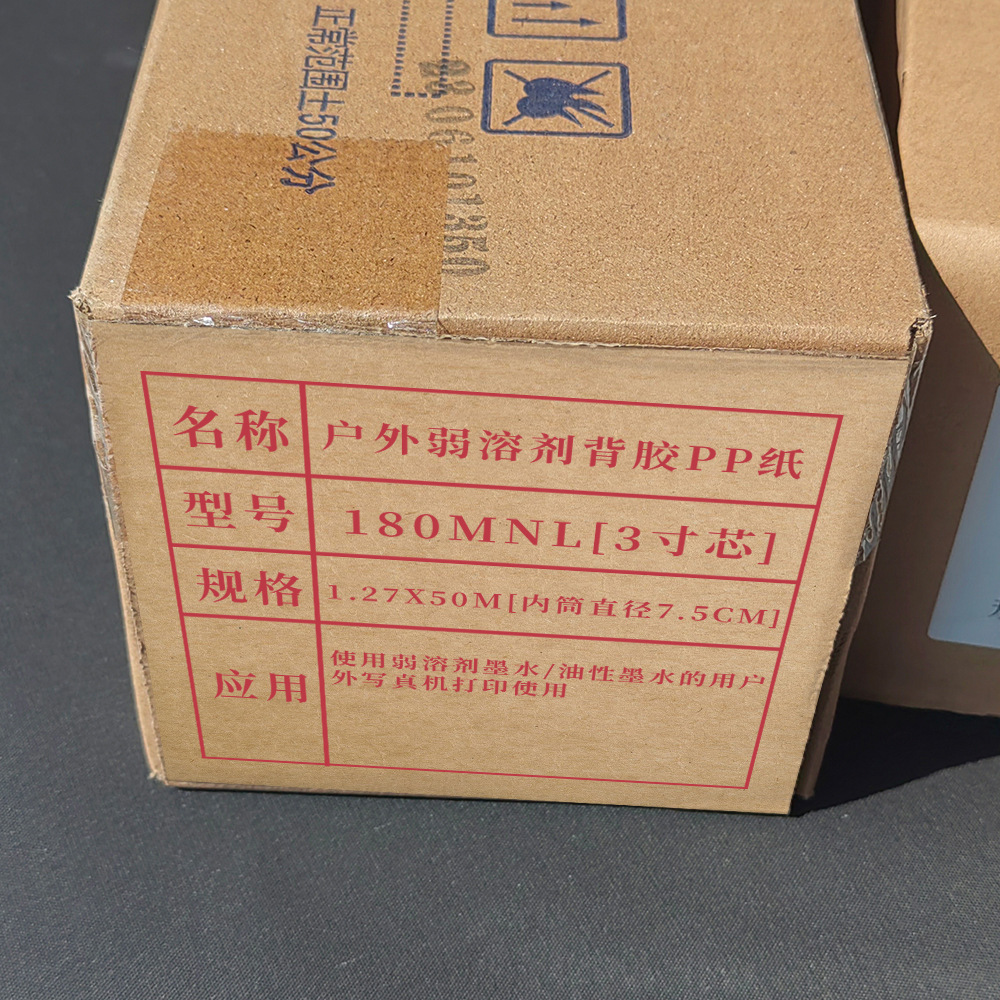 正常范围±50公分
名称 户外弱溶剂背胶PP纸
型号 180MNL[3寸芯]
规格 1.27X50M[内筒直径7.5CM]
应用 使用弱溶剂墨水/油性墨水的用户
外写真机打印使用